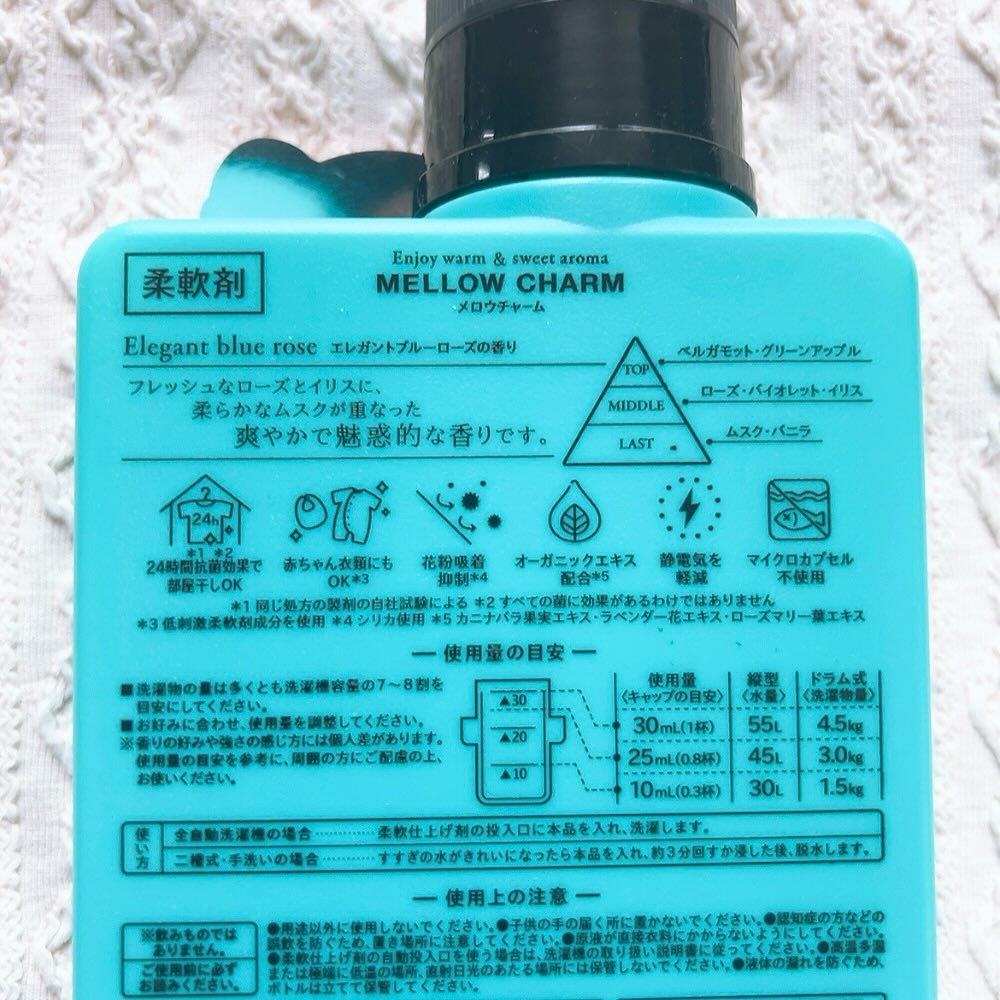 柔軟剤
Enjoy warm & sweet aroma
MELLOW CHARM
メロウチャーム
Elegant blue rose エレガントブルーローズの香り
フレッシュなローズとイリスに、
柔らかなムスクが重なった
爽やかで魅惑的な香りです。
TOP ベルガモット・グリーンアップル
MIDDLE ローズ・バイオレット・イリス
LAST ムスク・バニラ
24h
*1 *2
24時間抗菌効果で
部屋干しOK
赤ちゃん衣類にも
OK*3
花粉吸着
抑制*4
オーガニックエキス
配合*5
静電気を
軽減
マイクロカプセル
不使用
*1 同じ処方の製剤の自社試験による *2 すべての菌に効果があるわけではありません
*3 低刺激柔軟剤成分を使用 *4 シリカ使用 *5 カニナバラ果実エキス・ラベンダー花エキス・ローズマリー葉エキス
使用量の目安
■洗濯物の量は多くとも洗濯機容量の7〜8割を
目安にしてください。
■お好みに合わせ、使用量を調整してください。
※香りの好みや強さの感じ方には個人差があります。
使用量の目安を参考に、周囲の方にご配慮の上、
お使いください。
▲30
▲20
▲10
使用量 縦型 ドラム式
〈キャップの目安〉 〈水量〉 〈洗濯物量〉
30mL(1杯) 55L 4.5kg
25mL(0.8杯) 45L 3.0kg
10mL(0.3杯) 30L 1.5kg
使い方
全自動洗濯機の場合………柔軟仕上げ剤の投入口に本品を入れ、洗濯します。
二槽式・手洗いの場合………すすぎの水がきれいになったら本品を入れ、約3分回すか浸した後、脱水します。
使用上の注意
※飲みものでは
ありません。
ご使用前に必ず
お読みください。
●用途以外に使用しないでください。●子供の手の届く所に置かないでください。●認知症の方などの
誤飲を防ぐため、置き場所に注意してください。●原液が直接衣料にかからないようにしてください。
●柔軟仕上げ剤の自動投入口を使う場合は、洗濯機の取り扱い説明書に従ってください。●高温多湿
または極端に低温の場所、直射日光のあたる場所には保管しないでください。●液体の漏れを防ぐため、
ボトルは立てて保管してください。